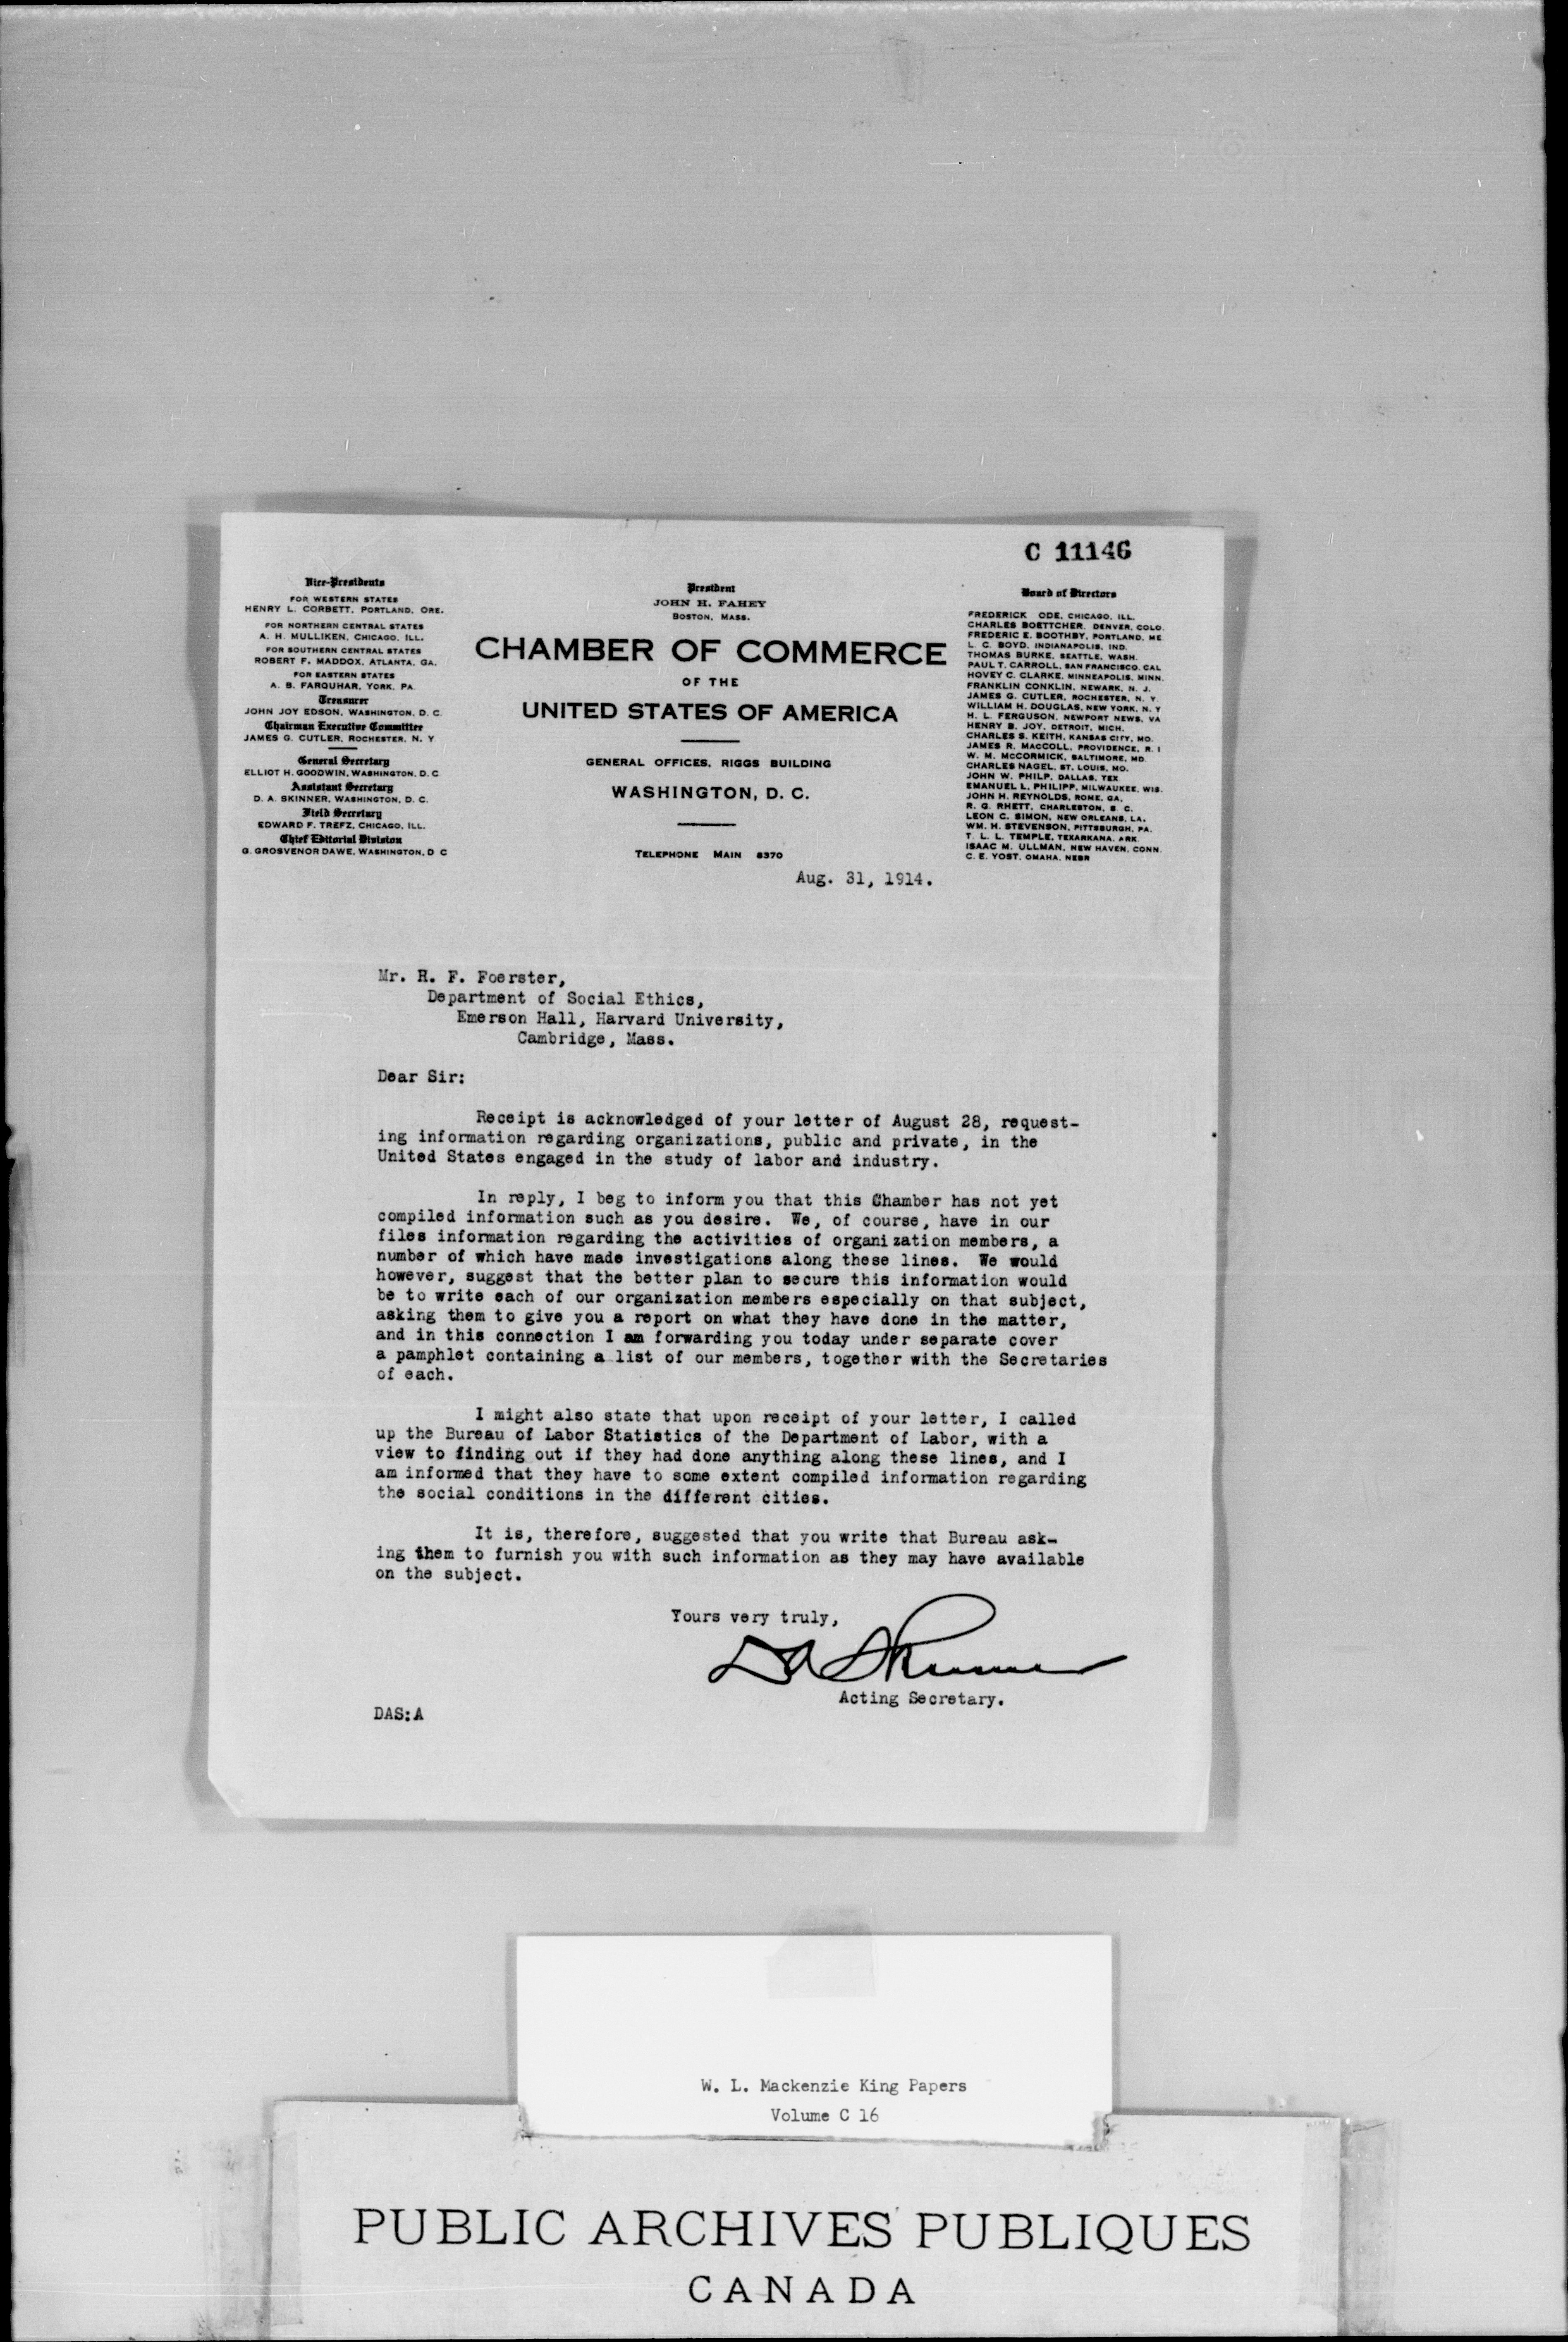 C 11146
Vice-Presidents
FOR WESTERN STATES
HENRY L. CORBETT, PORTLAND, ORE.
FOR NORTHERN CENTRAL STATES
A. H. MULLIKEN, CHICAGO, ILL.
FOR SOUTHERN CENTRAL STATES
ROBERT F. MADDOX, ATLANTA, GA.
FOR EASTERN STATES
A. B. FARQUHAR, YORK, PA
Treasurer
JOHN JOY EDSON, WASHINGTON, D. C.
Chairman Executive Committee
JAMES G. CUTLER, ROCHESTER, N. Y
General Secretary
ELLIOT H. GOODWIN, WASHINGTON, D. C
Assistant Secretary
D. A. SKINNER, WASHINGTON, D. C.
Field Secretary
EDWARD F. TREFZ, CHICAGO, ILL.
Chief Editorial Division
G. GROSVENOR DAWE, WASHINGTON, D C
President
JOHN H. FAHEY
BOSTON, MASS.
CHAMBER OF COMMERCE
OF THE
UNITED STATES OF AMERICA
GENERAL OFFICES, RIGGS BUILDING
WASHINGTON, D. C.
TELEPHONE MAIN 6370
Board of Directors
FREDERICK ODE, CHICAGO, ILL.
CHARLES BOETTCHER, DENVER, COLO.
FREDERIC E. BOOTHBY, PORTLAND, ME
L. C. BOYD, INDIANAPOLIS, IND.
THOMAS BURKE, SEATTLE, WASH.
PAUL T. CARROLL, SAN FRANCISCO, CAL
HOVEY C. CLARKE, MINNEAPOLIS, MINN.
FRANKLIN CONKLIN, NEWARK, N. J.
JAMES G. CUTLER, ROCHESTER, N. Y.
WILLIAM H. DOUGLAS, NEW YORK, N. Y
H. L. FERGUSON, NEWPORT NEWS, VA
HENRY B. JOY, DETROIT, MICH.
CHARLES S. KEITH, KANSAS CITY, MO.
JAMES R. MACCOLL, PROVIDENCE, R. I
W. M. McCORMICK, BALTIMORE, MD
CHARLES NAGEL, ST. LOUIS, MO.
JOHN W. PHILP, DALLAS, TEX
EMANUEL L. PHILIPP, MILWAUKEE, WIS.
JOHN H. REYNOLDS, ROME, GA.
R. G. RHETT, CHARLESTON, S. C.
LEON C. SIMON, NEW ORLEANS, LA.
WM. H. STEVENSON, PITTSBURGH, PA.
T. L. L. TEMPLE, TEXARKANA, ARK
ISAAC M. ULLMAN, NEW HAVEN, CONN.
C. E. YOST, OMAHA, NEBR
Aug. 31, 1914.
Mr. R. F. Foerster,
Department of Social Ethics,
Emerson Hall, Harvard University,
Cambridge, Mass.
Dear Sir:
Receipt is acknowledged of your letter of August 28, request-
ing information regarding organizations, public and private, in the
United States engaged in the study of labor and industry.
In reply, I beg to inform you that this Chamber has not yet
compiled information such as you desire. We, of course, have in our
files information regarding the activities of organization members, a
number of which have made investigations along these lines. We would
however, suggest that the better plan to secure this information would
be to write each of our organization members especially on that subject,
asking them to give you a report on what they have done in the matter,
and in this connection I am forwarding you today under separate cover
a pamphlet containing a list of our members, together with the Secretaries
of each.
I might also state that upon receipt of your letter, I called
up the Bureau of Labor Statistics of the Department of Labor, with a
view to finding out if they had done anything along these lines, and I
am informed that they have to some extent compiled information regarding
the social conditions in the different cities.
It is, therefore, suggested that you write that Bureau ask-
ing them to furnish you with such information as they may have available
on the subject.
Yours very truly,
D A Skinner
Acting Secretary.
DAS:A
W. L. Mackenzie King Papers
Volume C 16
PUBLIC ARCHIVES PUBLIQUES
CANADA